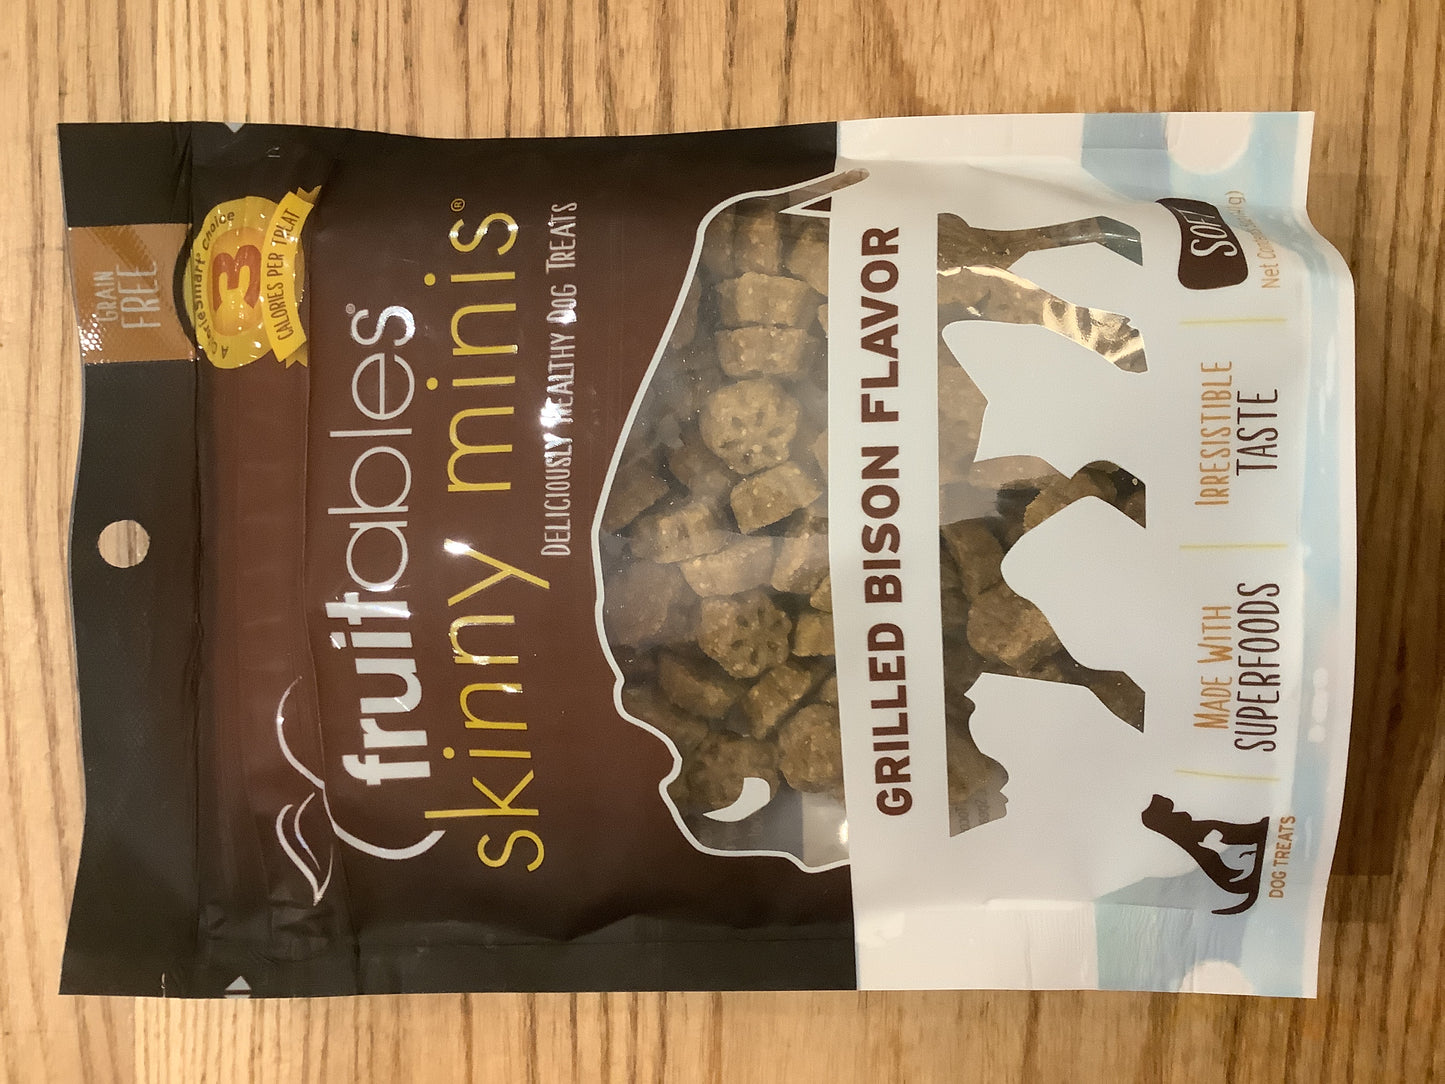 GRAIN
FREE
A CalorieSmart Choice
3
CALORIES PER TREAT
fruitables®
skinny minis®
DELICIOUSLY HEALTHY DOG TREATS
GRILLED BISON FLAVOR
MADE WITH
SUPERFOODS
IRRESISTIBLE
TASTE
SOFT
DOG TREATS